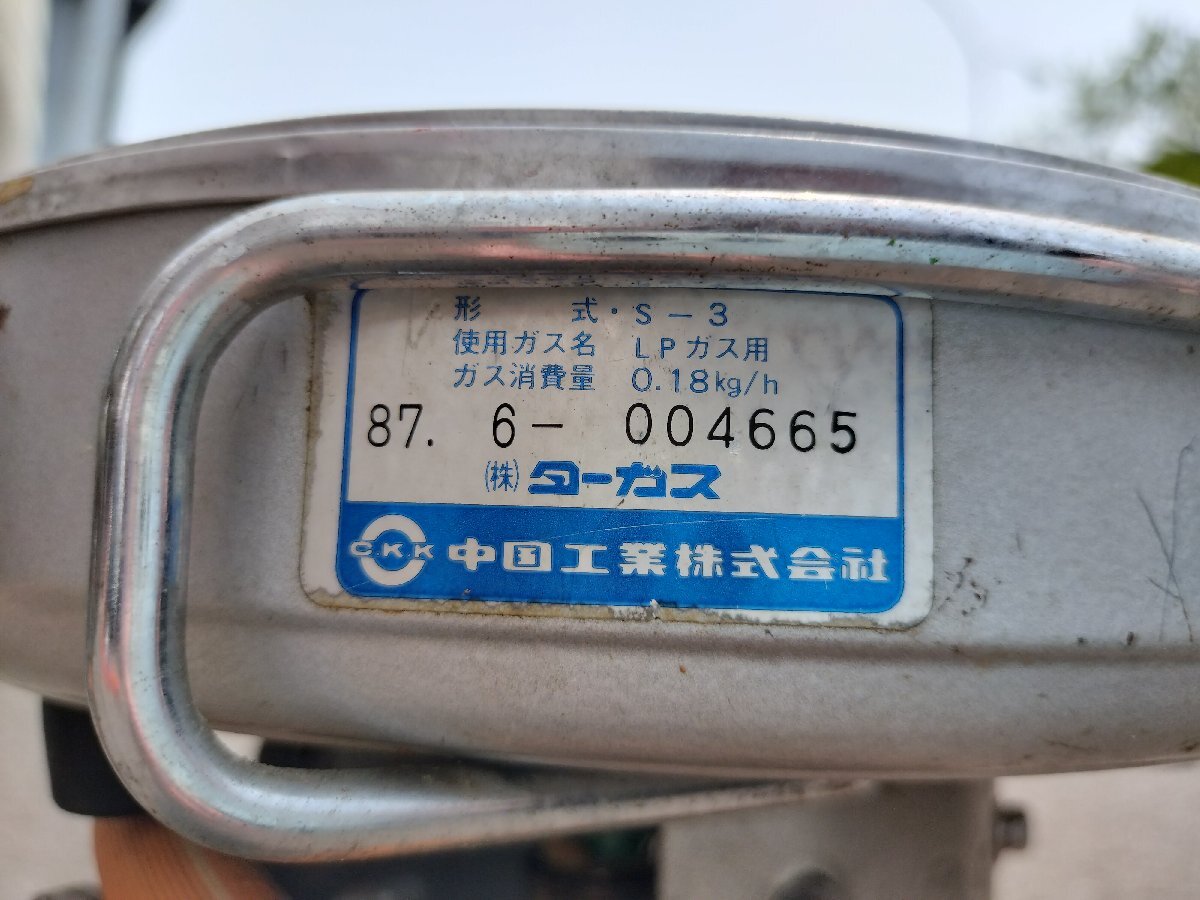 形 式・S-3
使用ガス名 LPガス用
ガス消費量 0.18kg/h
87. 6- 004665
(株)ターガス
CKK 中国工業株式会社